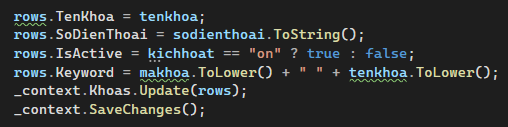 rows.TenKhoa = tenkhoa;
rows.SoDienThoai = sodienthoai.ToString();
rows.IsActive = kichhoat == "on" ? true : false;
rows.Keyword = makhoa.ToLower() + " " + tenkhoa.ToLower();
_context.Khoas.Update(rows);
_context.SaveChanges();